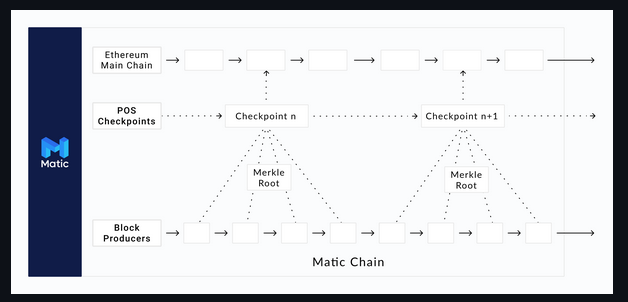 Ethereum
Main Chain
POS
Checkpoints
Checkpoint n
Checkpoint n+1
Matic
Merkle
Root
Merkle
Root
Block
Producers
Matic Chain